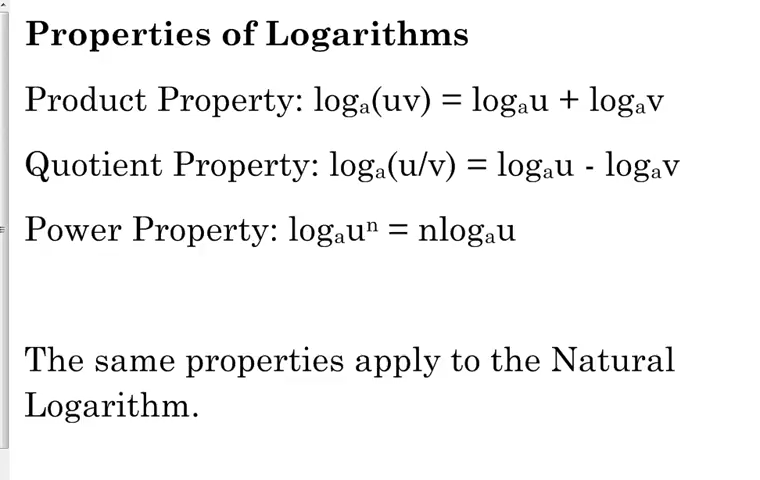 Properties of Logarithms
Product Property: logₐ(uv) = logₐu + logₐv
Quotient Property: logₐ(u/v) = logₐu - logₐv
Power Property: logₐuⁿ = nlogₐu
The same properties apply to the Natural
Logarithm.